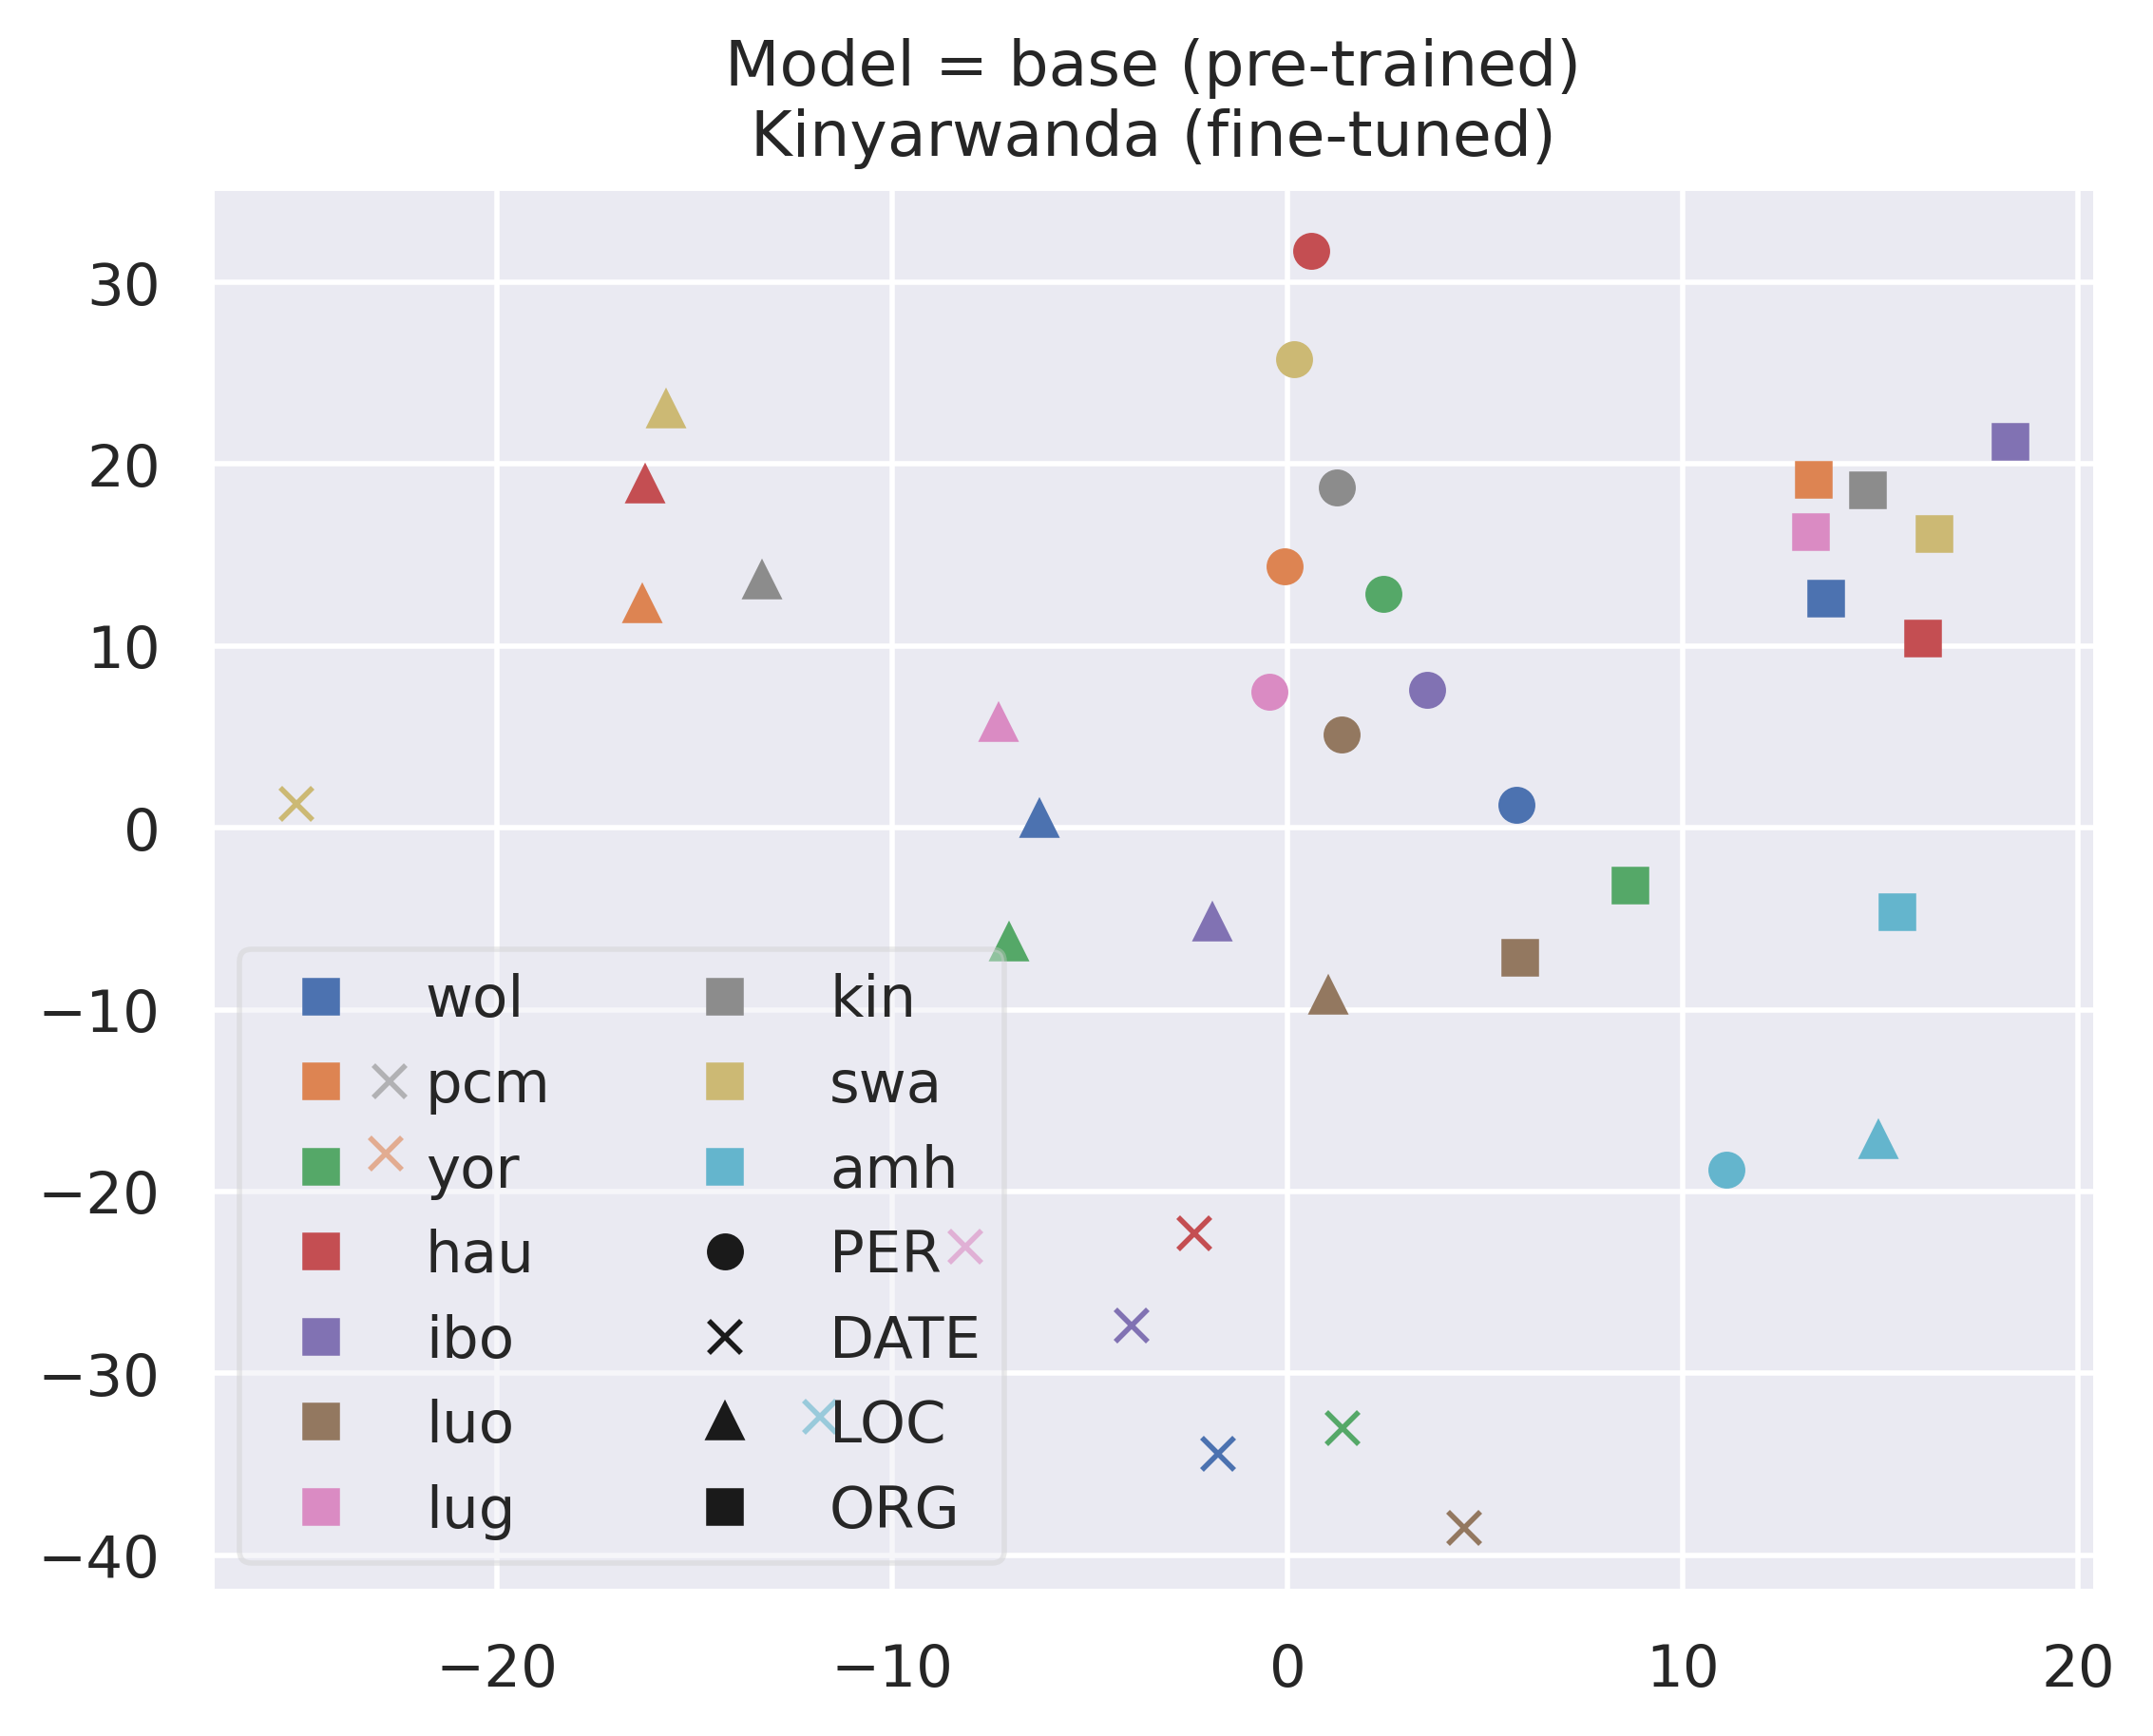 Model = base (pre-trained)
Kinyarwanda (fine-tuned)
30
20
10
0
−10
−20
−30
−40
wol
pcm
yor
hau
ibo
luo
lug
kin
swa
amh
PER
DATE
LOC
ORG
−20 −10 0 10 20